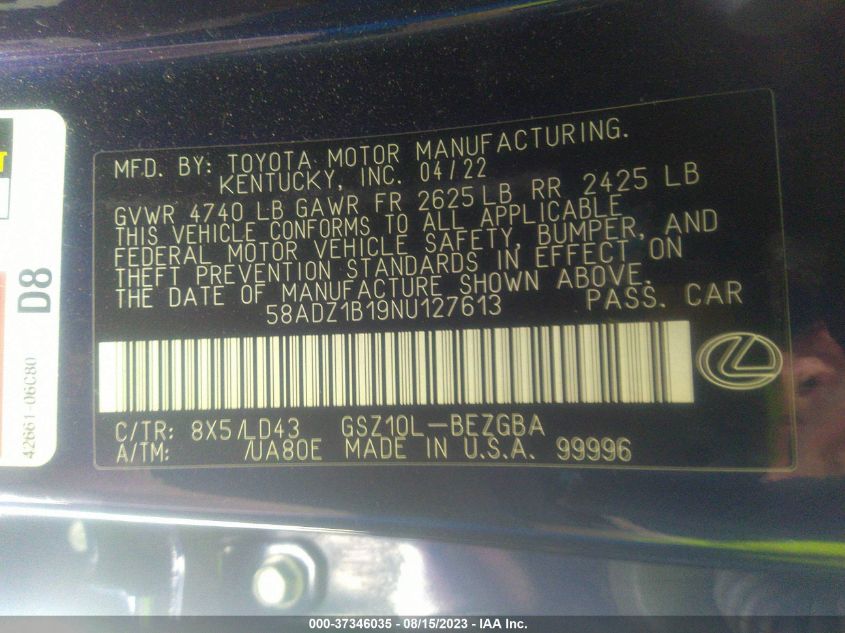 MFD. BY: TOYOTA MOTOR MANUFACTURING.
KENTUCKY, INC. 04/22
GVWR 4740 LB GAWR FR 2625 LB RR 2425 LB
THIS VEHICLE CONFORMS TO ALL APPLICABLE
FEDERAL MOTOR VEHICLE SAFETY, BUMPER, AND
THEFT PREVENTION STANDARDS IN EFFECT ON
THE DATE OF MANUFACTURE SHOWN ABOVE.
58ADZ1B19NU127613 PASS. CAR
C/TR: 8X5/LD43 GSZ10L-BEZGBA
A/TM: /UA80E MADE IN U.S.A. 99996
D8
42661-06C80
000-37346035 - 08/15/2023 - IAA Inc.